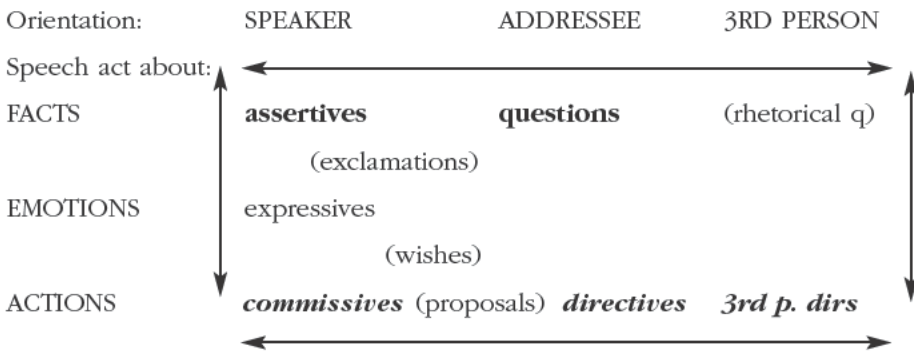 Orientation: SPEAKER ADDRESSEE 3RD PERSON
Speech act about:
FACTS assertives questions (rhetorical q)
(exclamations)
EMOTIONS expressives
(wishes)
ACTIONS commissives (proposals) directives 3rd p. dirs